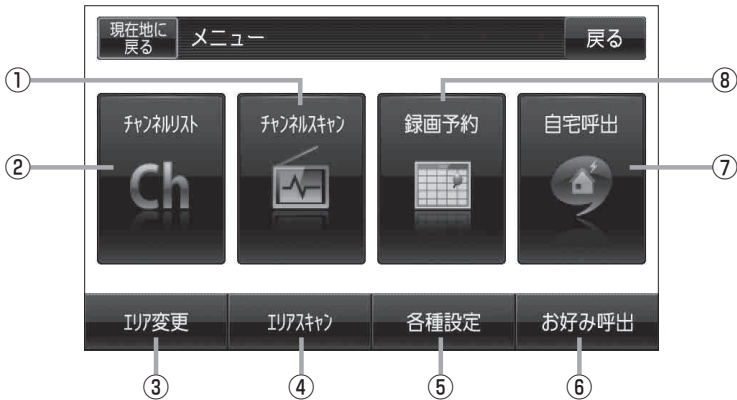 現在地に
戻る
メニュー
戻る
①
⑧
チャンネルリスト
チャンネルスキャン
録画予約
自宅呼出
②
⑦
Ch
エリア変更
エリアスキャン
各種設定
お好み呼出
③
④
⑤
⑥